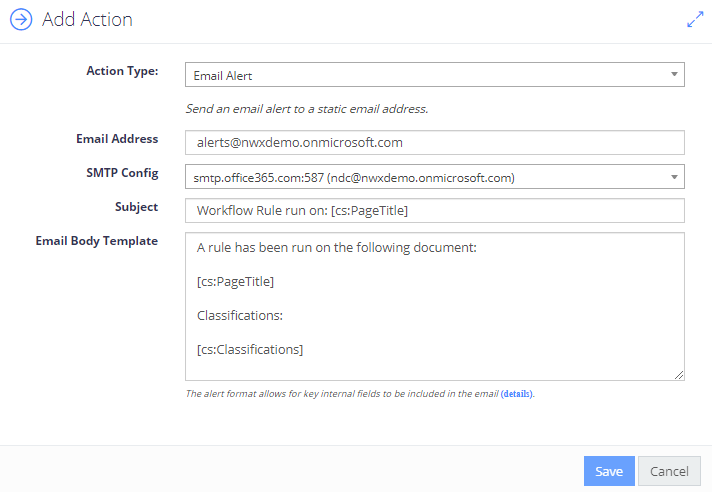 Add Action
Action Type:
Email Alert
Send an email alert to a static email address.
Email Address
alerts@nwxdemo.onmicrosoft.com
SMTP Config
smtp.office365.com:587 (ndc@nwxdemo.onmicrosoft.com)
Subject
Workflow Rule run on: [cs:PageTitle]
Email Body Template
A rule has been run on the following document:
[cs:PageTitle]
Classifications:
[cs:Classifications]
The alert format allows for key internal fields to be included in the email (details).
Save
Cancel